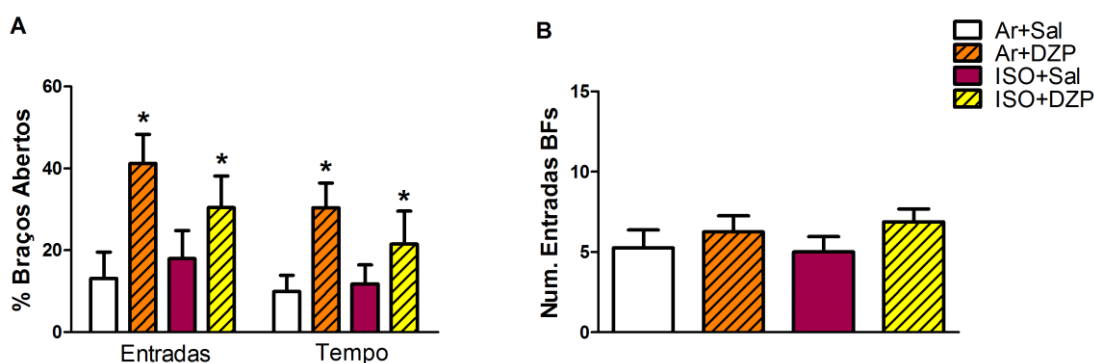 A
% Braços Abertos
60
40
20
0
* * * *
Entradas Tempo
B
Num. Entradas BFs
15
10
5
0
Ar+Sal
Ar+DZP
ISO+Sal
ISO+DZP